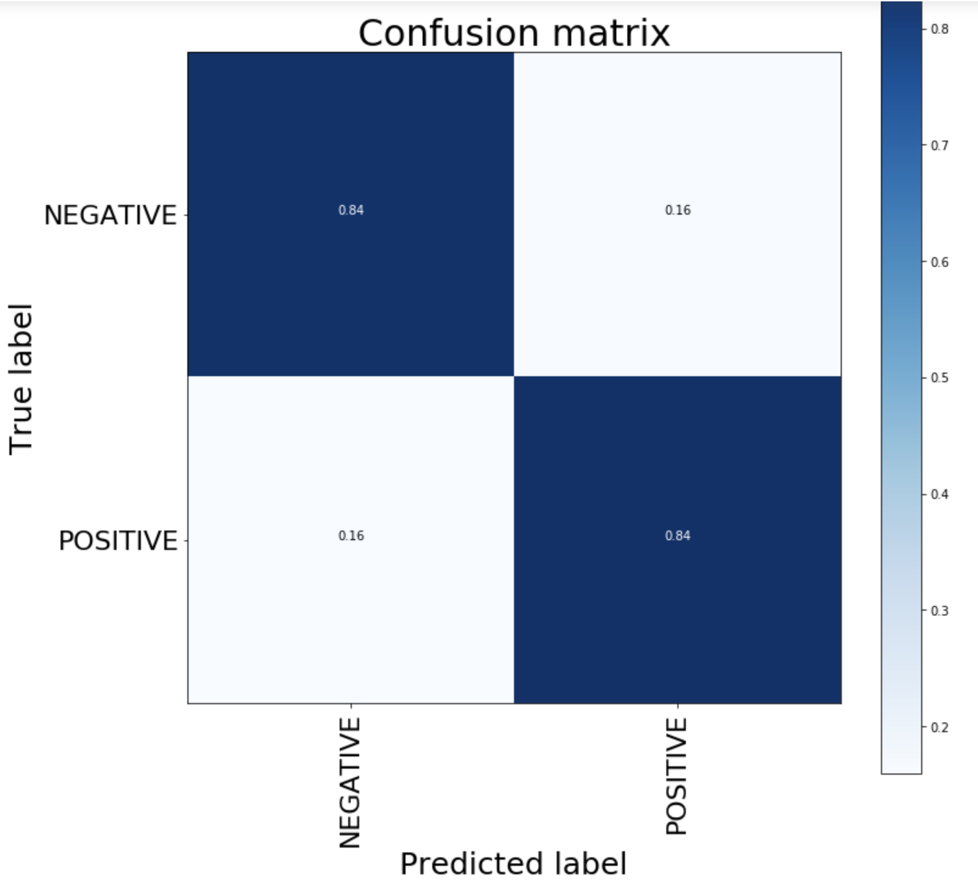 Confusion matrix
0.8
0.7
0.6
0.5
0.4
0.3
0.2
True label
NEGATIVE
0.84
0.16
POSITIVE
0.16
0.84
NEGATIVE
POSITIVE
Predicted label